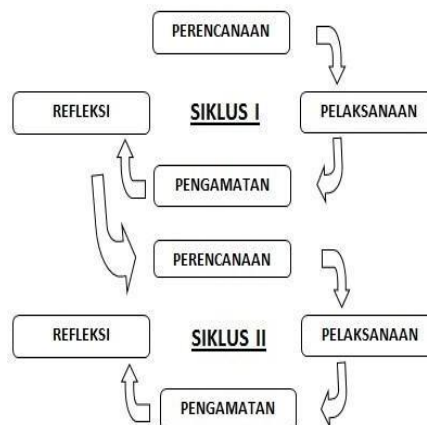 PERENCANAAN
REFLEKSI
SIKLUS I
PELAKSANAAN
PENGAMATAN
PERENCANAAN
REFLEKSI
SIKLUS II
PELAKSANAAN
PENGAMATAN